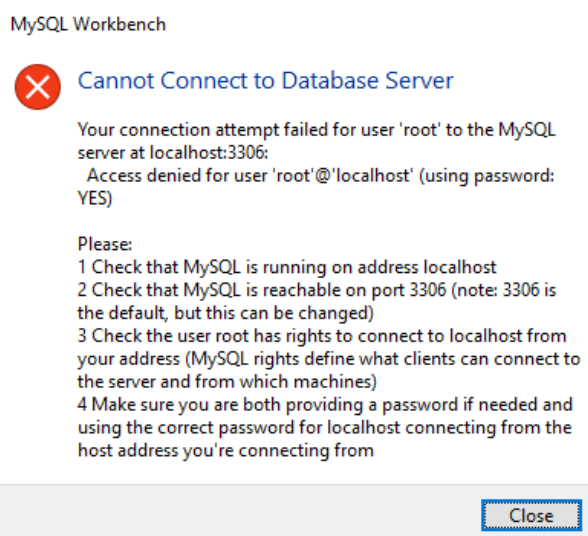 MySQL Workbench
Cannot Connect to Database Server
Your connection attempt failed for user 'root' to the MySQL
server at localhost:3306:
Access denied for user 'root'@'localhost' (using password:
YES)
Please:
1 Check that MySQL is running on address localhost
2 Check that MySQL is reachable on port 3306 (note: 3306 is
the default, but this can be changed)
3 Check the user root has rights to connect to localhost from
your address (MySQL rights define what clients can connect to
the server and from which machines)
4 Make sure you are both providing a password if needed and
using the correct password for localhost connecting from the
host address you're connecting from
Close